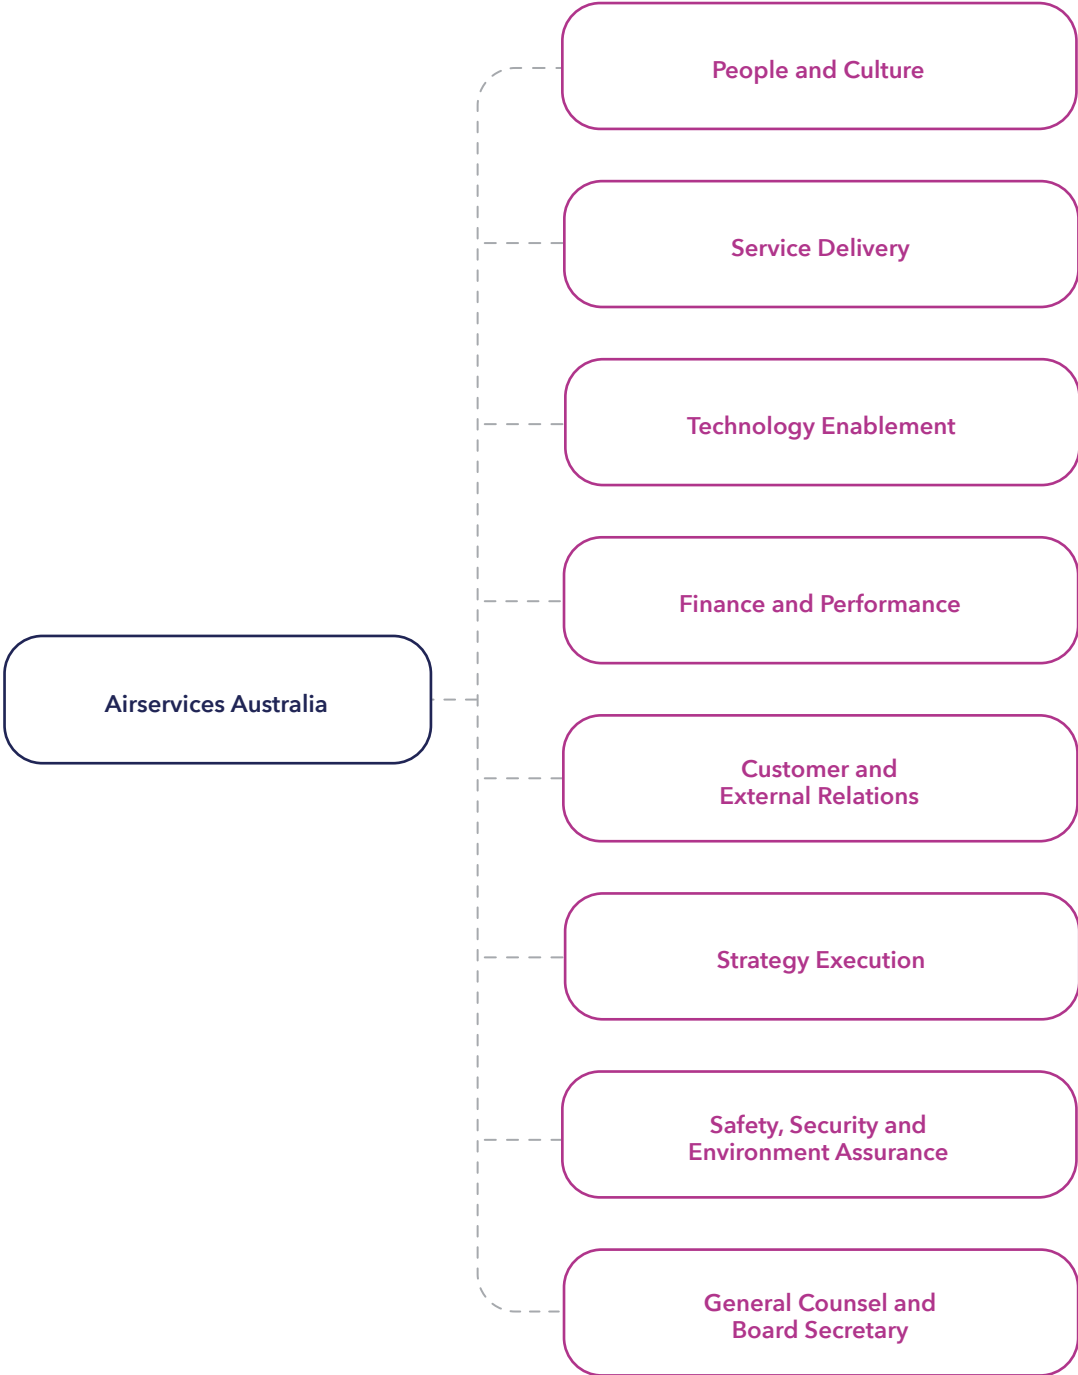 People and Culture
Service Delivery
Technology Enablement
Finance and Performance
Airservices Australia
Customer and
External Relations
Strategy Execution
Safety, Security and
Environment Assurance
General Counsel and
Board Secretary